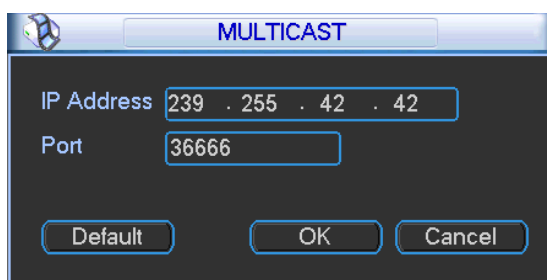 MULTICAST
IP Address 239 . 255 . 42 . 42
Port 36666
Default OK Cancel